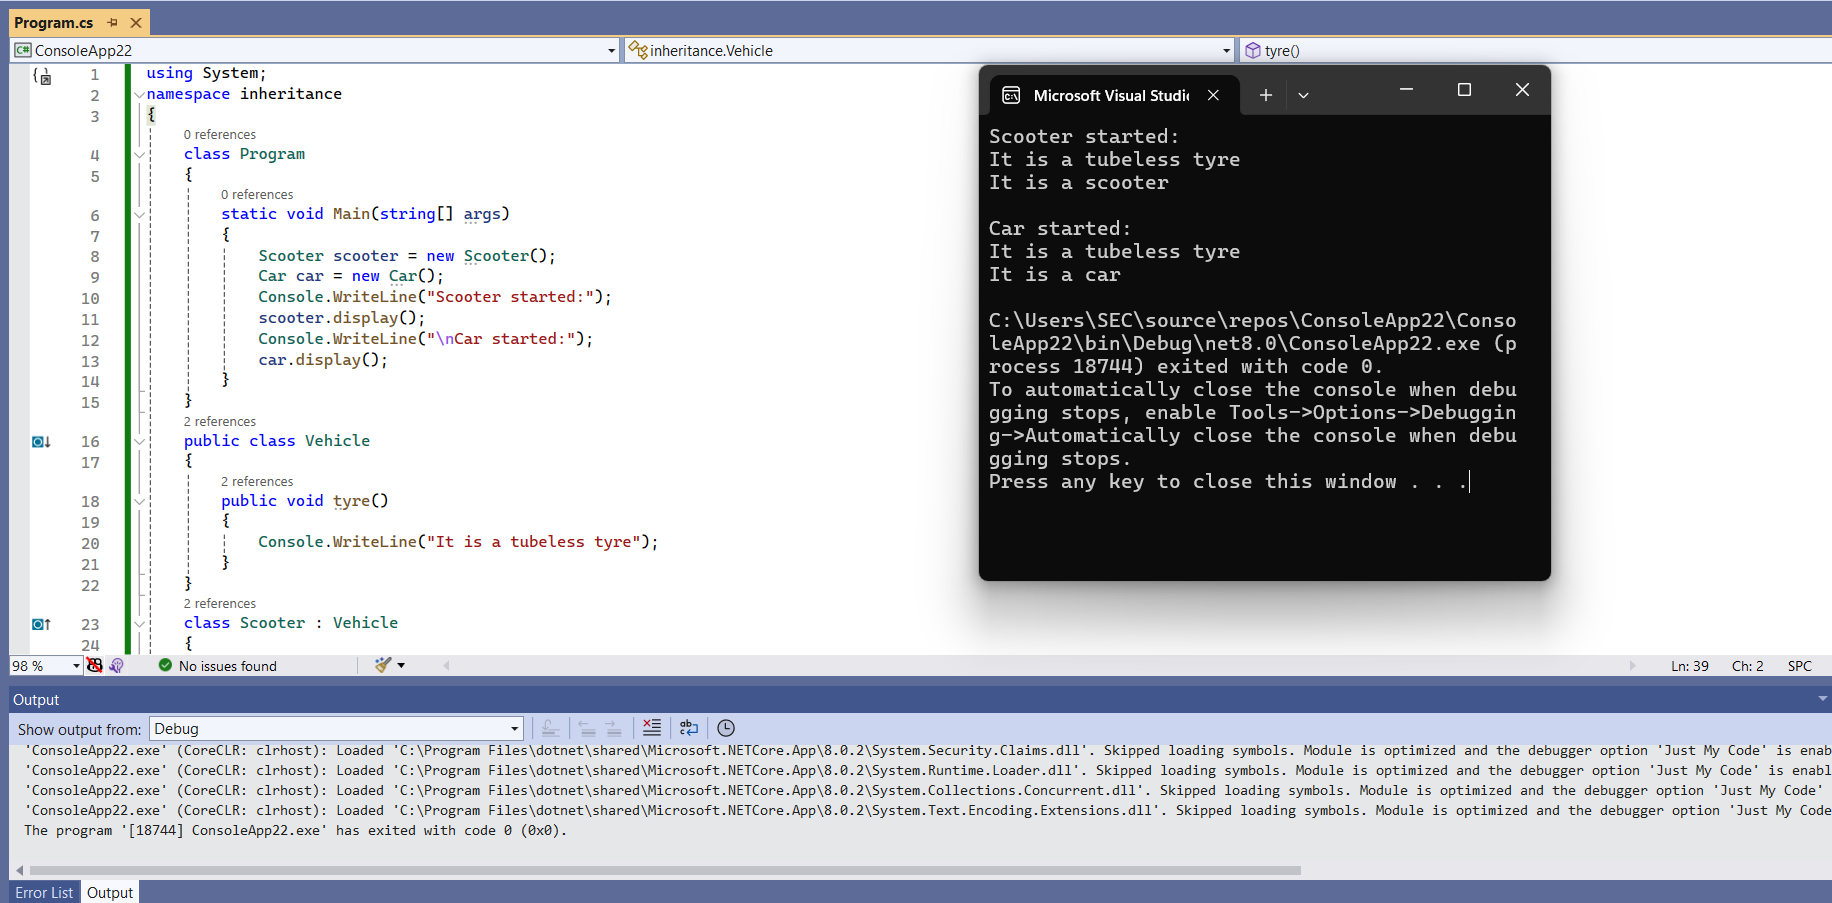 Program.cs
ConsoleApp22
inheritance.Vehicle
tyre()
1 using System;
2 namespace inheritance
3 {
0 references
4 class Program
5 {
0 references
6 static void Main(string[] args)
7 {
8 Scooter scooter = new Scooter();
9 Car car = new Car();
10 Console.WriteLine("Scooter started:");
11 scooter.display();
12 Console.WriteLine("\nCar started:");
13 car.display();
14 }
15 }
2 references
16 public class Vehicle
17 {
2 references
18 public void tyre()
19 {
20 Console.WriteLine("It is a tubeless tyre");
21 }
22 }
2 references
23 class Scooter : Vehicle
24 {
Microsoft Visual Studi
Scooter started:
It is a tubeless tyre
It is a scooter
Car started:
It is a tubeless tyre
It is a car
C:\Users\SEC\source\repos\ConsoleApp22\Conso
leApp22\bin\Debug\net8.0\ConsoleApp22.exe (p
rocess 18744) exited with code 0.
To automatically close the console when debu
gging stops, enable Tools->Options->Debuggin
g->Automatically close the console when debu
gging stops.
Press any key to close this window . . .
98 %
No issues found
Ln: 39 Ch: 2 SPC
Output
Show output from: Debug
'ConsoleApp22.exe' (CoreCLR: clrhost): Loaded 'C:\Program Files\dotnet\shared\Microsoft.NETCore.App\8.0.2\System.Security.Claims.dll'. Skipped loading symbols. Module is optimized and the debugger option 'Just My Code' is enab
'ConsoleApp22.exe' (CoreCLR: clrhost): Loaded 'C:\Program Files\dotnet\shared\Microsoft.NETCore.App\8.0.2\System.Runtime.Loader.dll'. Skipped loading symbols. Module is optimized and the debugger option 'Just My Code' is enabl
'ConsoleApp22.exe' (CoreCLR: clrhost): Loaded 'C:\Program Files\dotnet\shared\Microsoft.NETCore.App\8.0.2\System.Collections.Concurrent.dll'. Skipped loading symbols. Module is optimized and the debugger option 'Just My Code'
'ConsoleApp22.exe' (CoreCLR: clrhost): Loaded 'C:\Program Files\dotnet\shared\Microsoft.NETCore.App\8.0.2\System.Text.Encoding.Extensions.dll'. Skipped loading symbols. Module is optimized and the debugger option 'Just My Code
The program '[18744] ConsoleApp22.exe' has exited with code 0 (0x0).
Error List Output